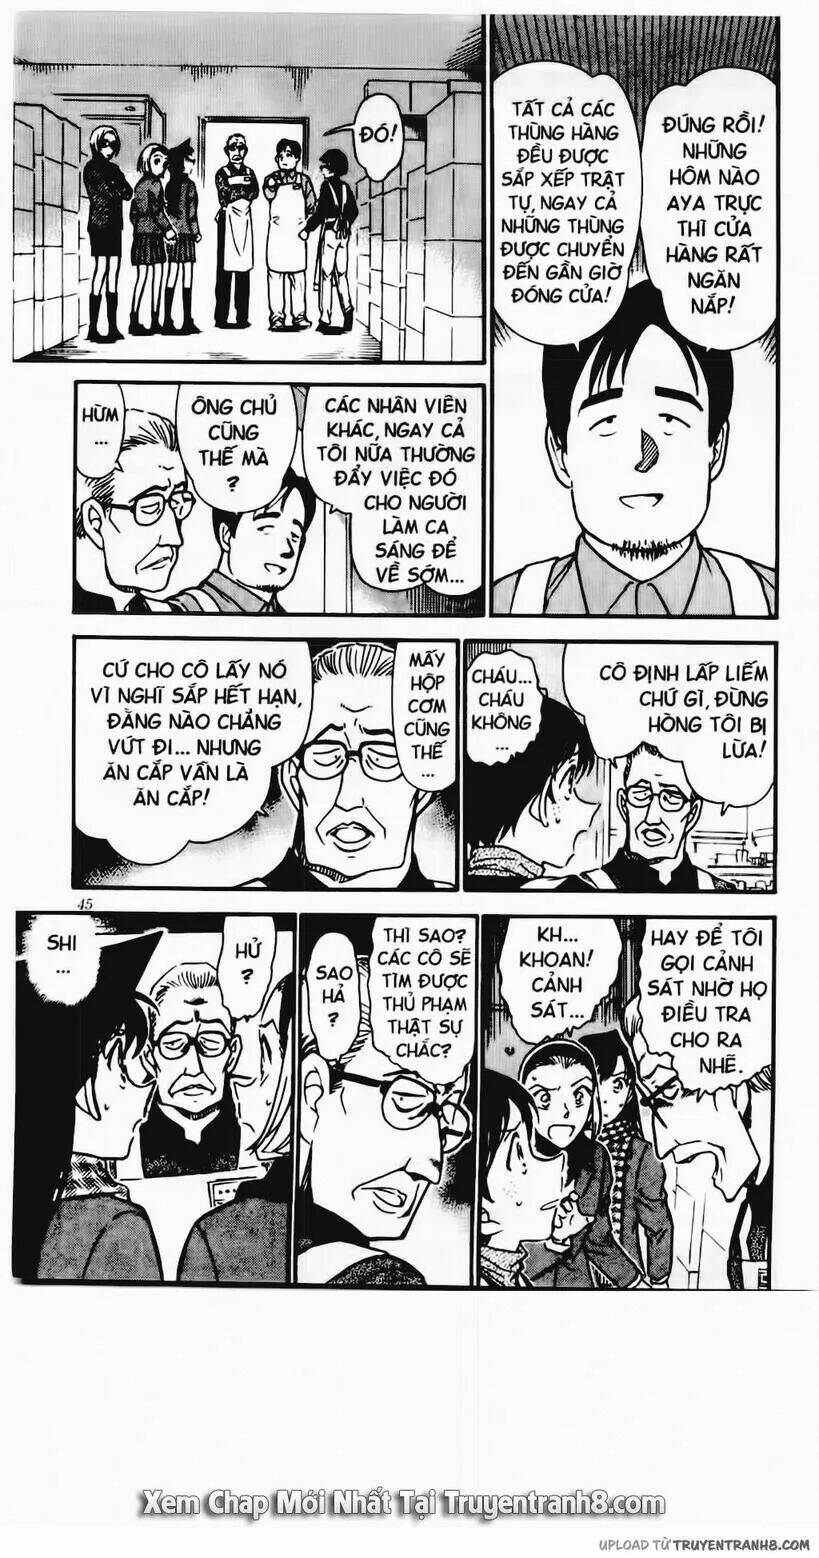 ĐÚNG RỒI!
NHỮNG
HÔM NÀO
AYA TRỰC
THÌ CỬA
HÀNG RẤT
NGĂN
NẮP!
TẤT CẢ CÁC
THÙNG HÀNG
ĐỀU ĐƯỢC
SẮP XẾP TRẬT
TỰ, NGAY CẢ
NHỮNG THÙNG
ĐƯỢC CHUYỂN
ĐẾN GẦN GIỜ
ĐÓNG CỬA!
ĐÓ!
CÁC NHÂN VIÊN
KHÁC, NGAY CẢ
TÔI NỮA THƯỜNG
ĐẨY VIỆC ĐÓ
CHO NGƯỜI
LÀM CA
SÁNG ĐỂ
VỀ SỚM...
ÔNG CHỦ
CŨNG
THẾ MÀ
?
HỪM
...
CÔ ĐỊNH LẤP LIẾM
CHỨ GÌ, ĐỪNG
HÒNG TÔI BỊ
LỪA!
CHÁU...
CHÁU
KHÔNG
...
MẤY
HỘP
CƠM
CŨNG
THẾ
...
CỨ CHO CÔ LẤY NÓ
VÌ NGHĨ SẮP HẾT HẠN,
ĐẰNG NÀO CHẲNG
VỨT ĐI... NHƯNG
ĂN CẮP VẪN LÀ
ĂN CẮP!
45
HAY ĐỂ TÔI
GỌI CẢNH
SÁT NHỜ HỌ
ĐIỀU TRA
CHO RA
NHẼ.
KH...
KHOAN!
CẢNH
SÁT...
THÌ SAO?
CÁC CÔ SẼ
TÌM ĐƯỢC
THỦ PHẠM
THẬT SỰ
CHẮC?
SAO
HẢ
?
HỬ
?
SHI
...
Xem Chap Mới Nhất Tại Truyentranh8.com
UPLOAD TỪ TRUYENTRANH8.COM